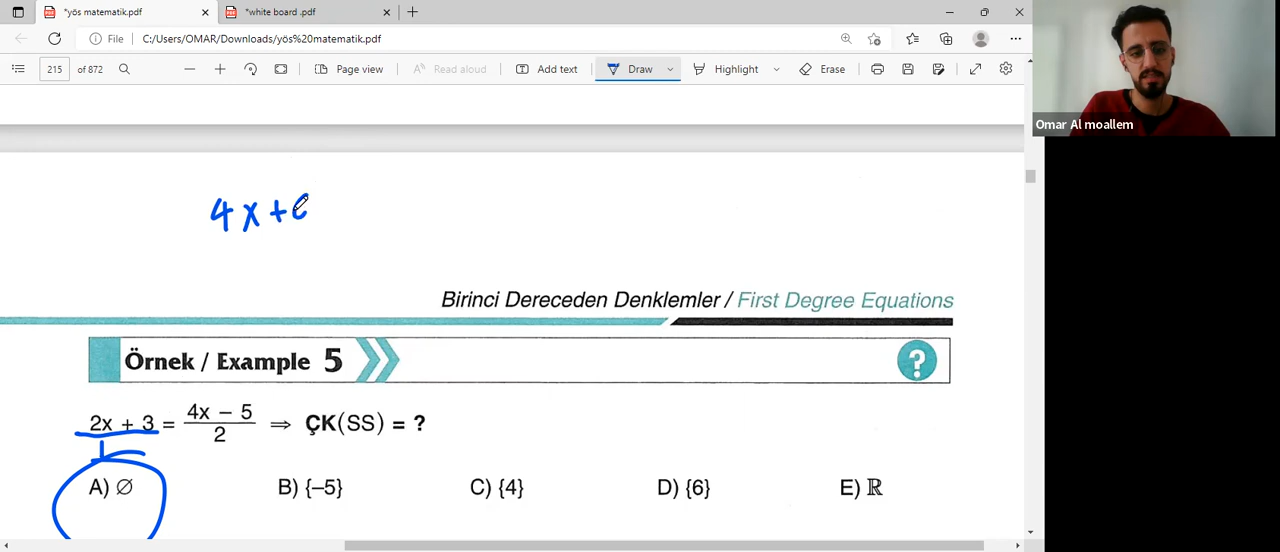 *yös matematik.pdf
*white board .pdf
File
C:/Users/OMAR/Downloads/yös%20matematik.pdf
215
of 872
Page view
Read aloud
Add text
Draw
Highlight
Erase
Omar Al moallem
4x+
Birinci Dereceden Denklemler / First Degree Equations
Örnek / Example 5
?
2x + 3 = (4x − 5)/2 ⇒ ÇK(SS) = ?
A) ∅
B) {–5}
C) {4}
D) {6}
E) ℝ